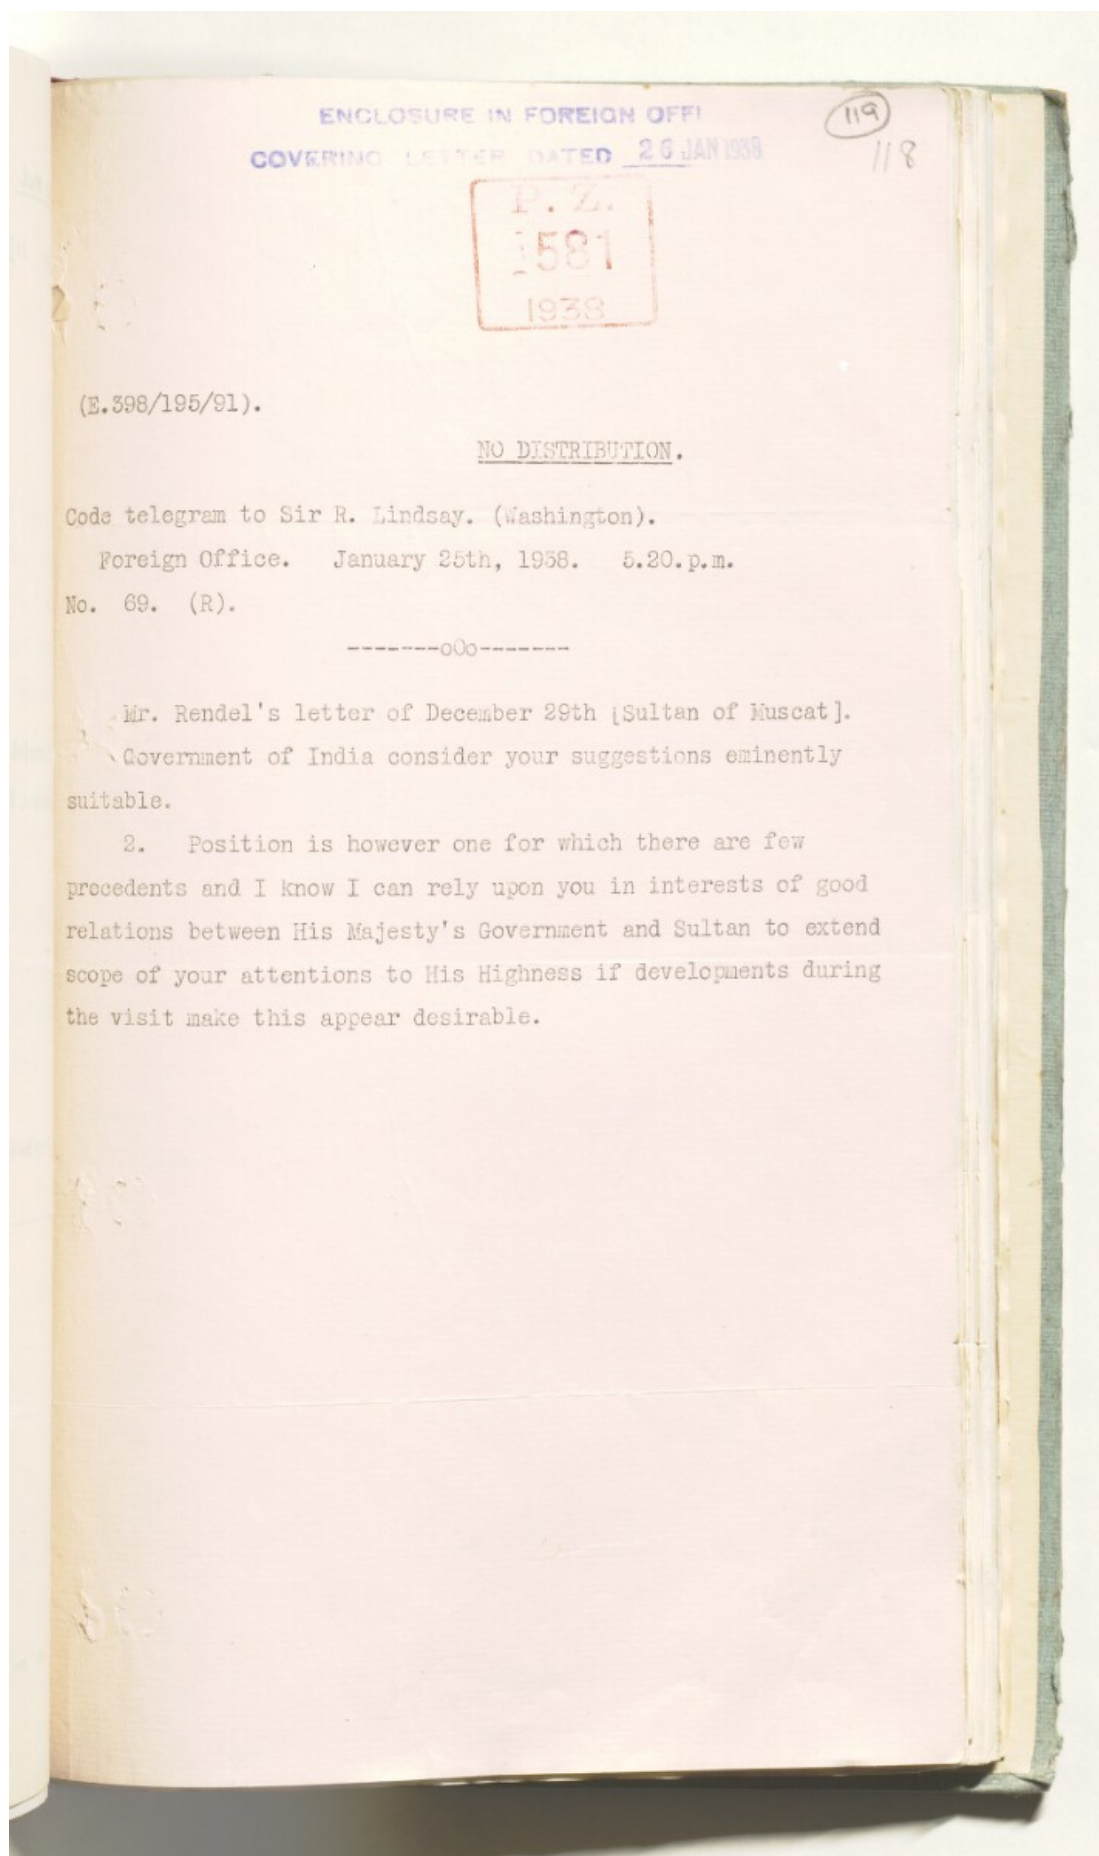 ENCLOSURE IN FOREIGN OFFI
COVERING LETTER DATED 26 JAN 1938
119
118
P. Z.
581
1938
(E.398/195/91).
NO DISTRIBUTION.
Code telegram to Sir R. Lindsay. (Washington).
Foreign Office. January 25th, 1938. 5.20.p.m.
No. 69. (R).
-------oOo-------
Mr. Rendel's letter of December 29th [Sultan of Muscat].
Government of India consider your suggestions eminently
suitable.
2. Position is however one for which there are few
precedents and I know I can rely upon you in interests of good
relations between His Majesty's Government and Sultan to extend
scope of your attentions to His Highness if developments during
the visit make this appear desirable.